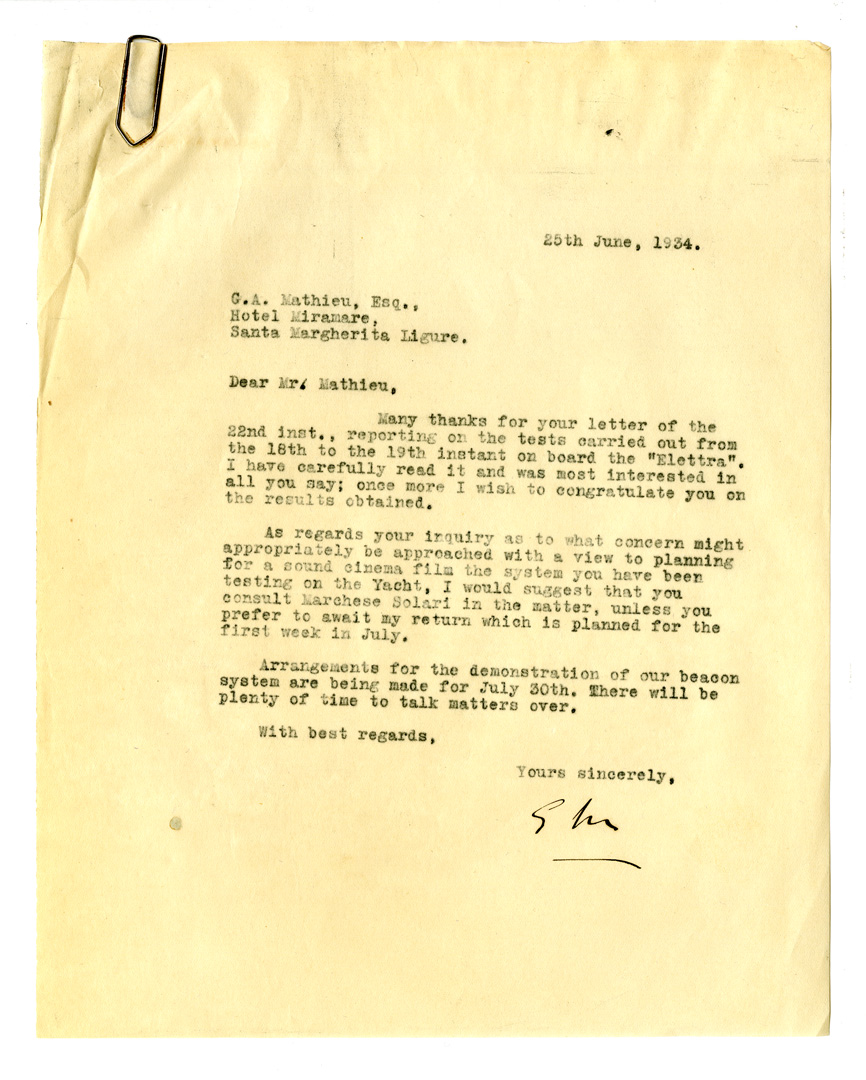 25th June, 1934.
G.A. Mathieu, Esq.,
Hotel Miramare,
Santa Margherita Ligure.
Dear Mr. Mathieu,
Many thanks for your letter of the
22nd inst., reporting on the tests carried out from
the 18th to the 19th instant on board the "Elettra".
I have carefully read it and was most interested in
all you say; once more I wish to congratulate you on
the results obtained.
As regards your inquiry as to what concern might
appropriately be approached with a view to planning
for a sound cinema film the system you have been
testing on the Yacht, I would suggest that you
consult Marchese Solari in the matter, unless you
prefer to await my return which is planned for the
first week in July.
Arrangements for the demonstration of our beacon
system are being made for July 30th. There will be
plenty of time to talk matters over.
With best regards,
Yours sincerely,